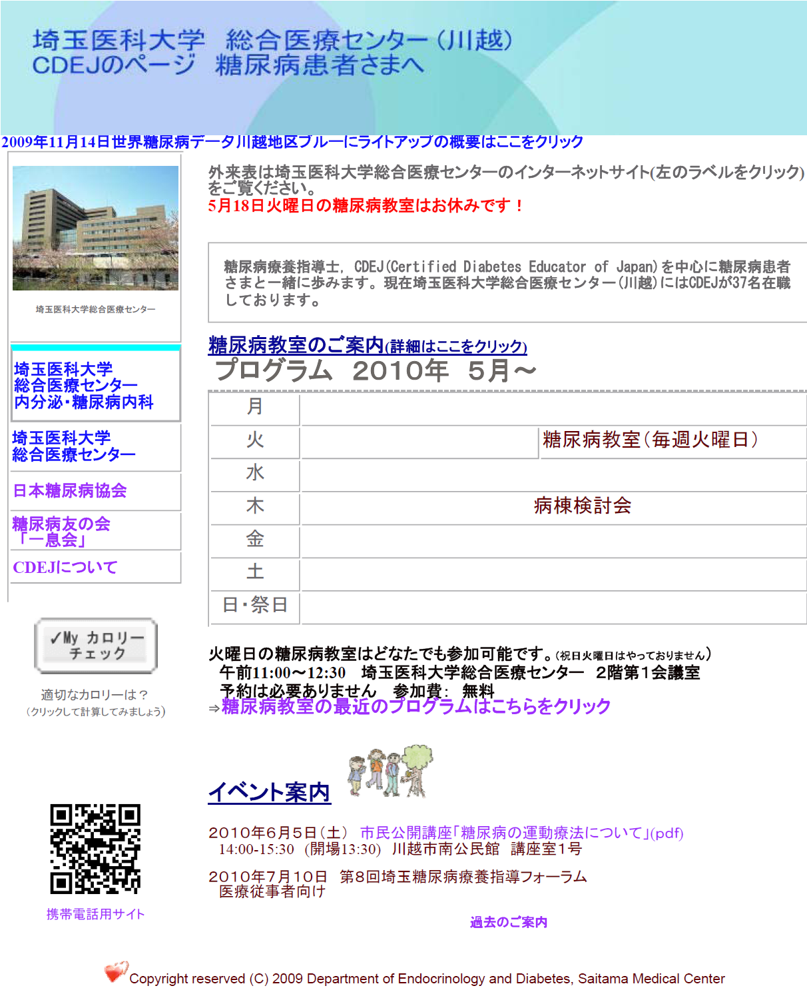 埼玉医科大学　総合医療センター（川越）
CDEJのページ　糖尿病患者さまへ
2009年11月14日世界糖尿病デー夕川越地区ブルーにライトアップの概要はここをクリック
埼玉医科大学総合医療センター
埼玉医科大学
総合医療センター
内分泌・糖尿病内科
埼玉医科大学
総合医療センター
日本糖尿病協会
糖尿病友の会
「一息会」
CDEJについて
✓My カロリー
チェック
適切なカロリーは？
（クリックして計算してみましょう）
携帯電話用サイト
外来表は埼玉医科大学総合医療センターのインターネットサイト(左のラベルをクリック)
をご覧ください。
5月18日火曜日の糖尿病教室はお休みです！
糖尿病療養指導士, CDEJ(Certified Diabetes Educator of Japan)を中心に糖尿病患者
さまと一緒に歩みます。現在埼玉医科大学総合医療センター(川越)にはCDEJが37名在職
しております。
糖尿病教室のご案内(詳細はここをクリック)
プログラム　２０１０年　５月～
月
火　糖尿病教室（毎週火曜日）
水
木　病棟検討会
金
土
日・祭日
火曜日の糖尿病教室はどなたでも参加可能です。（祝日火曜日はやっておりません）
午前11:00～12:30　埼玉医科大学総合医療センター　２階第１会議室
予約は必要ありません　参加費：　無料
⇒糖尿病教室の最近のプログラムはこちらをクリック
イベント案内
２０１０年６月５日（土）　市民公開講座「糖尿病の運動療法について」(pdf)
14:00-15:30　(開場13:30)　川越市南公民館　講座室１号
２０１０年７月１０日　第８回埼玉糖尿病療養指導フォーラム
医療従事者向け
過去のご案内
Copyright reserved (C) 2009 Department of Endocrinology and Diabetes, Saitama Medical Center